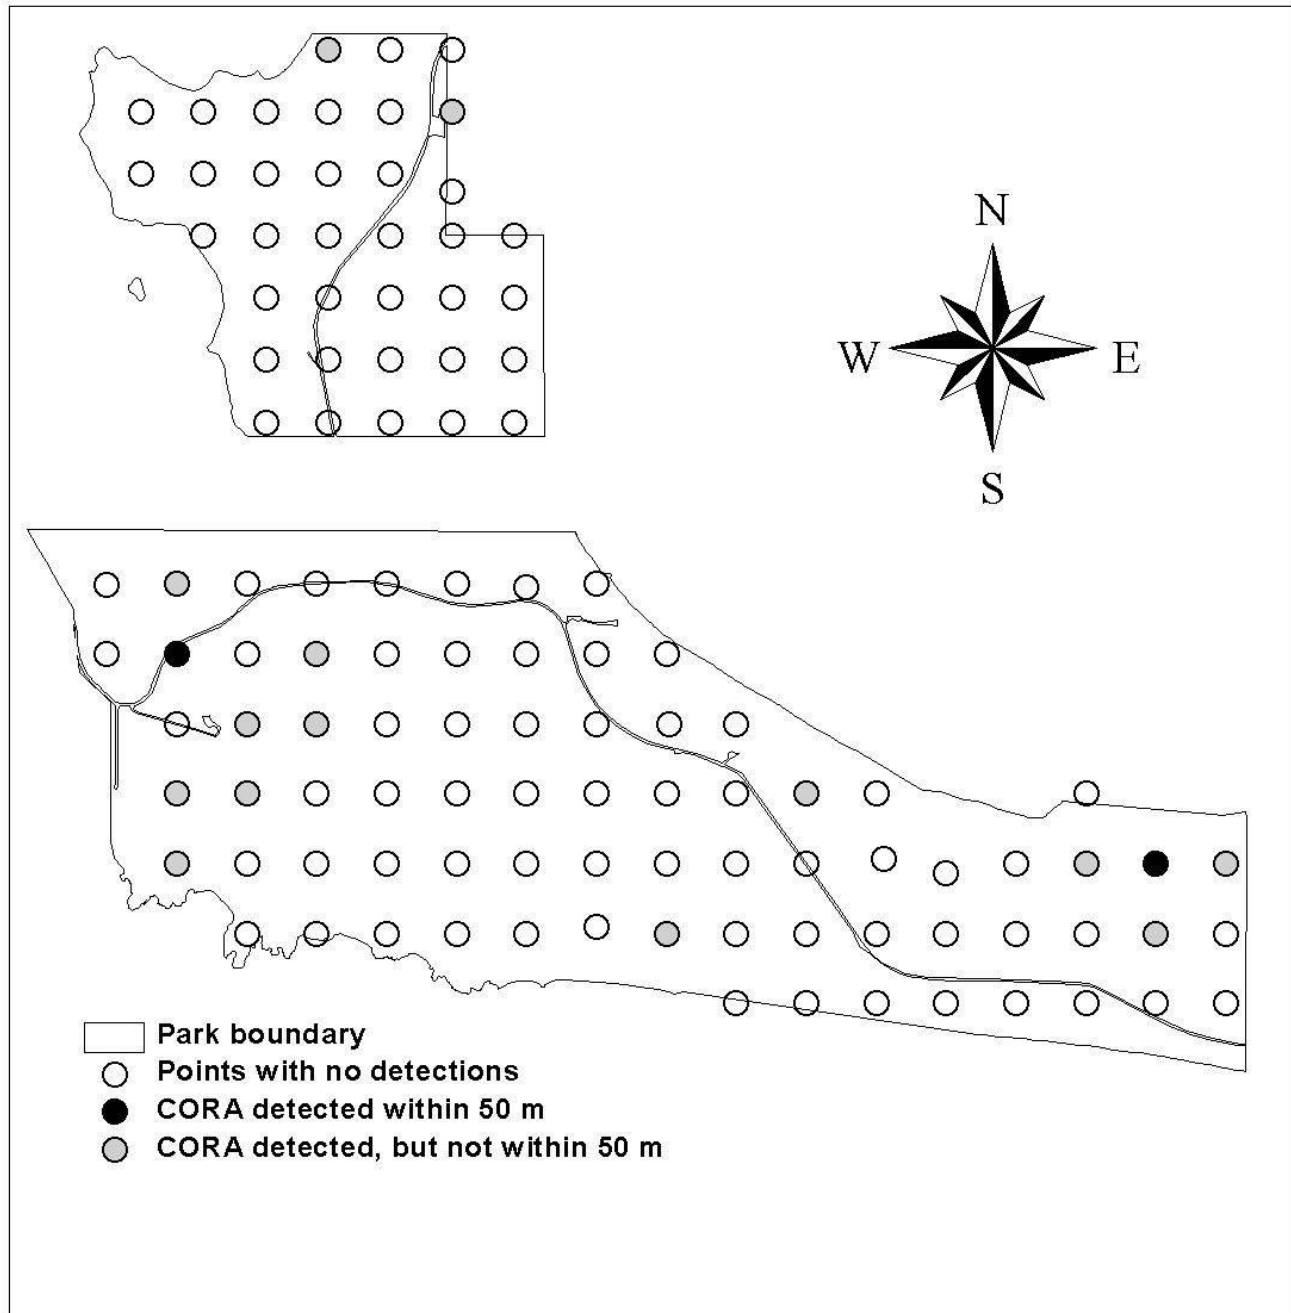 N
W
E
S
Park boundary
Points with no detections
CORA detected within 50 m
CORA detected, but not within 50 m